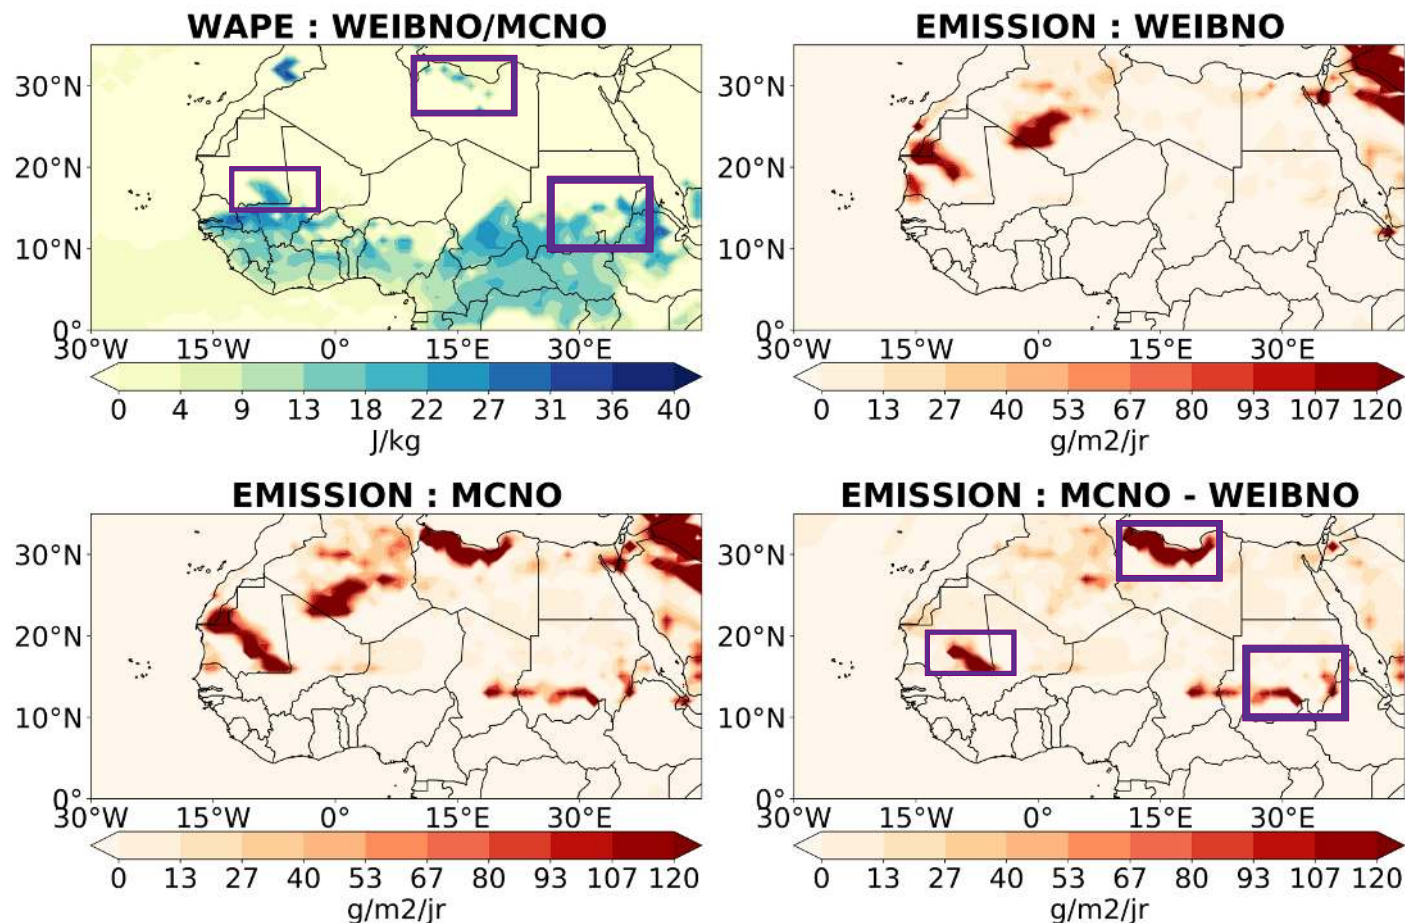 WAPE : WEIBNO/MCNO
30°N
20°N
10°N
0°
30°W 15°W 0° 15°E 30°E
0 4 9 13 18 22 27 31 36 40
J/kg
EMISSION : WEIBNO
30°N
20°N
10°N
0°
30°W 15°W 0° 15°E 30°E
0 13 27 40 53 67 80 93 107 120
g/m2/jr
EMISSION : MCNO
30°N
20°N
10°N
0°
30°W 15°W 0° 15°E 30°E
0 13 27 40 53 67 80 93 107 120
g/m2/jr
EMISSION : MCNO - WEIBNO
30°N
20°N
10°N
0°
30°W 15°W 0° 15°E 30°E
0 13 27 40 53 67 80 93 107 120
g/m2/jr